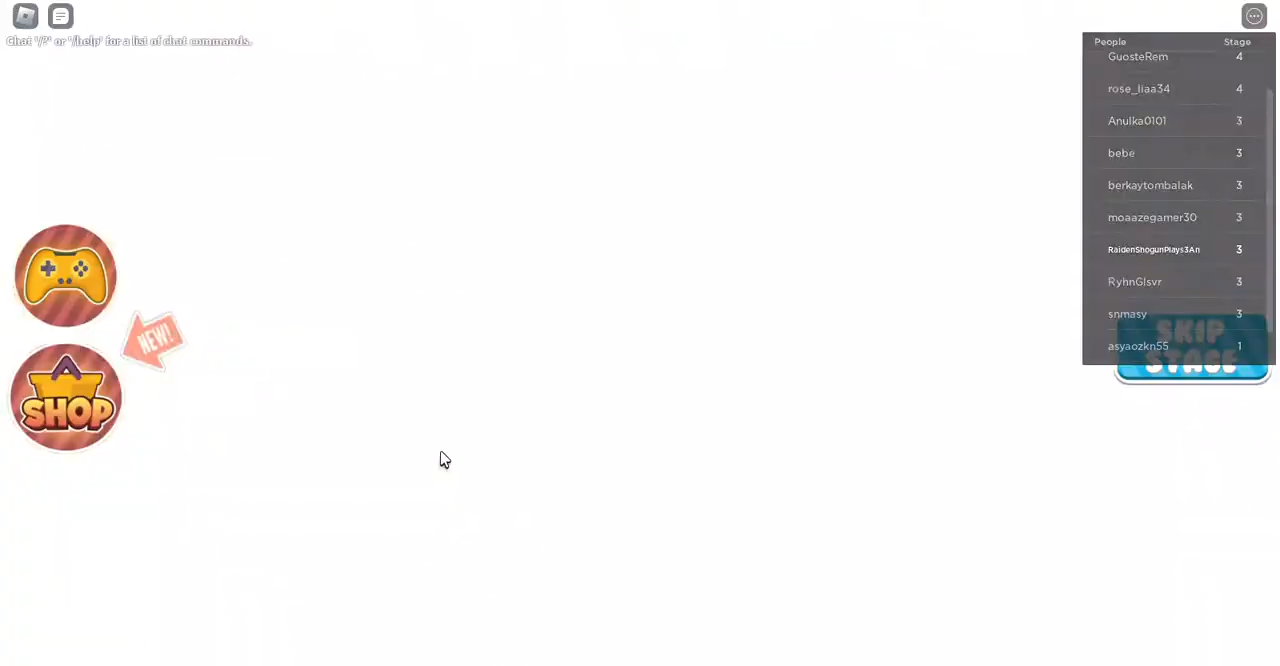 Chat '/?' or '/help' for a list of chat commands.
People Stage
GuosteRem 4
rose_liaa34 4
Anulka0101 3
bebe 3
berkaytombalak 3
moaazegamer30 3
RaidenShogunPlays3An 3
RyhnGlsvr 3
snmasy 3
asyaozkn55 1
SKIP
STAGE
NEW!
SHOP